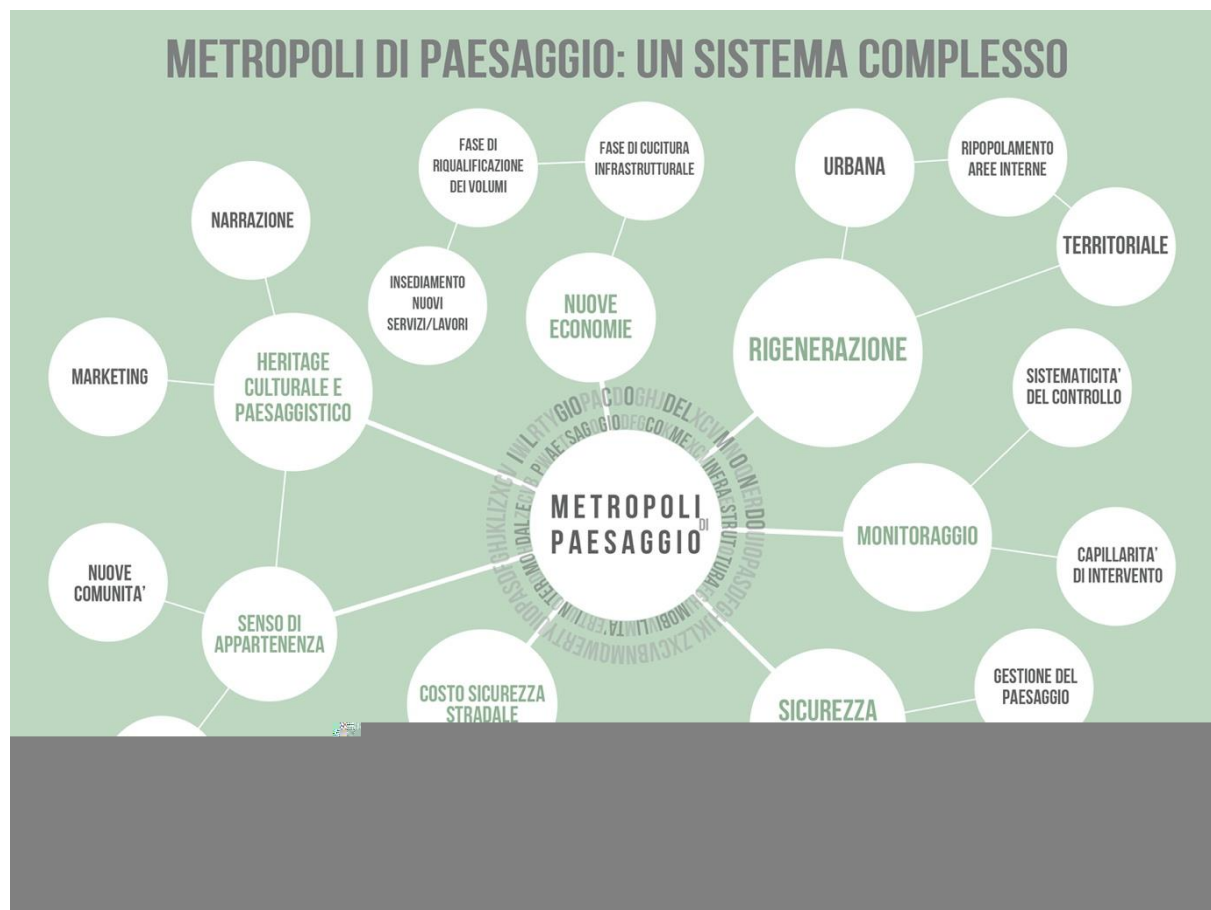 METROPOLI DI PAESAGGIO: UN SISTEMA COMPLESSO
FASE DI
RIQUALIFICAZIONE
DEI VOLUMI
FASE DI CUCITURA
INFRASTRUTTURALE
URBANA
RIPOPOLAMENTO
AREE INTERNE
NARRAZIONE
TERRITORIALE
INSEDIAMENTO
NUOVI
SERVIZI/LAVORI
NUOVE
ECONOMIE
RIGENERAZIONE
MARKETING
HERITAGE
CULTURALE E
PAESAGGISTICO
SISTEMATICITA'
DEL CONTROLLO
METROPOLI
DI
PAESAGGIO
MONITORAGGIO
CAPILLARITA'
DI INTERVENTO
NUOVE
COMUNITA'
SENSO DI
APPARTENENZA
COSTO SICUREZZA
STRADALE
SICUREZZA
GESTIONE DEL
PAESAGGIO